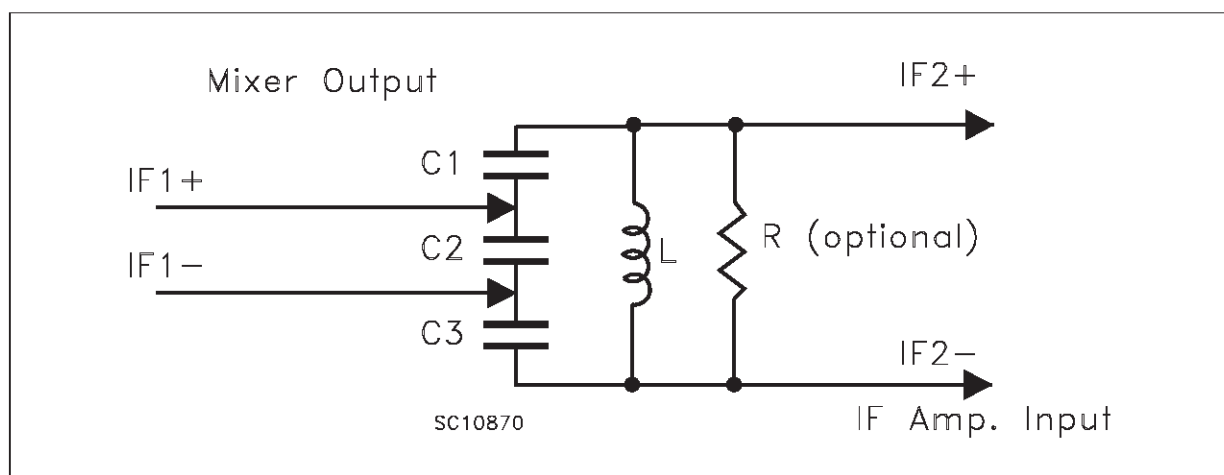 Mixer Output
IF2+
C1
IF1+
C2
L
R (optional)
IF1-
C3
IF2-
SC10870
IF Amp. Input